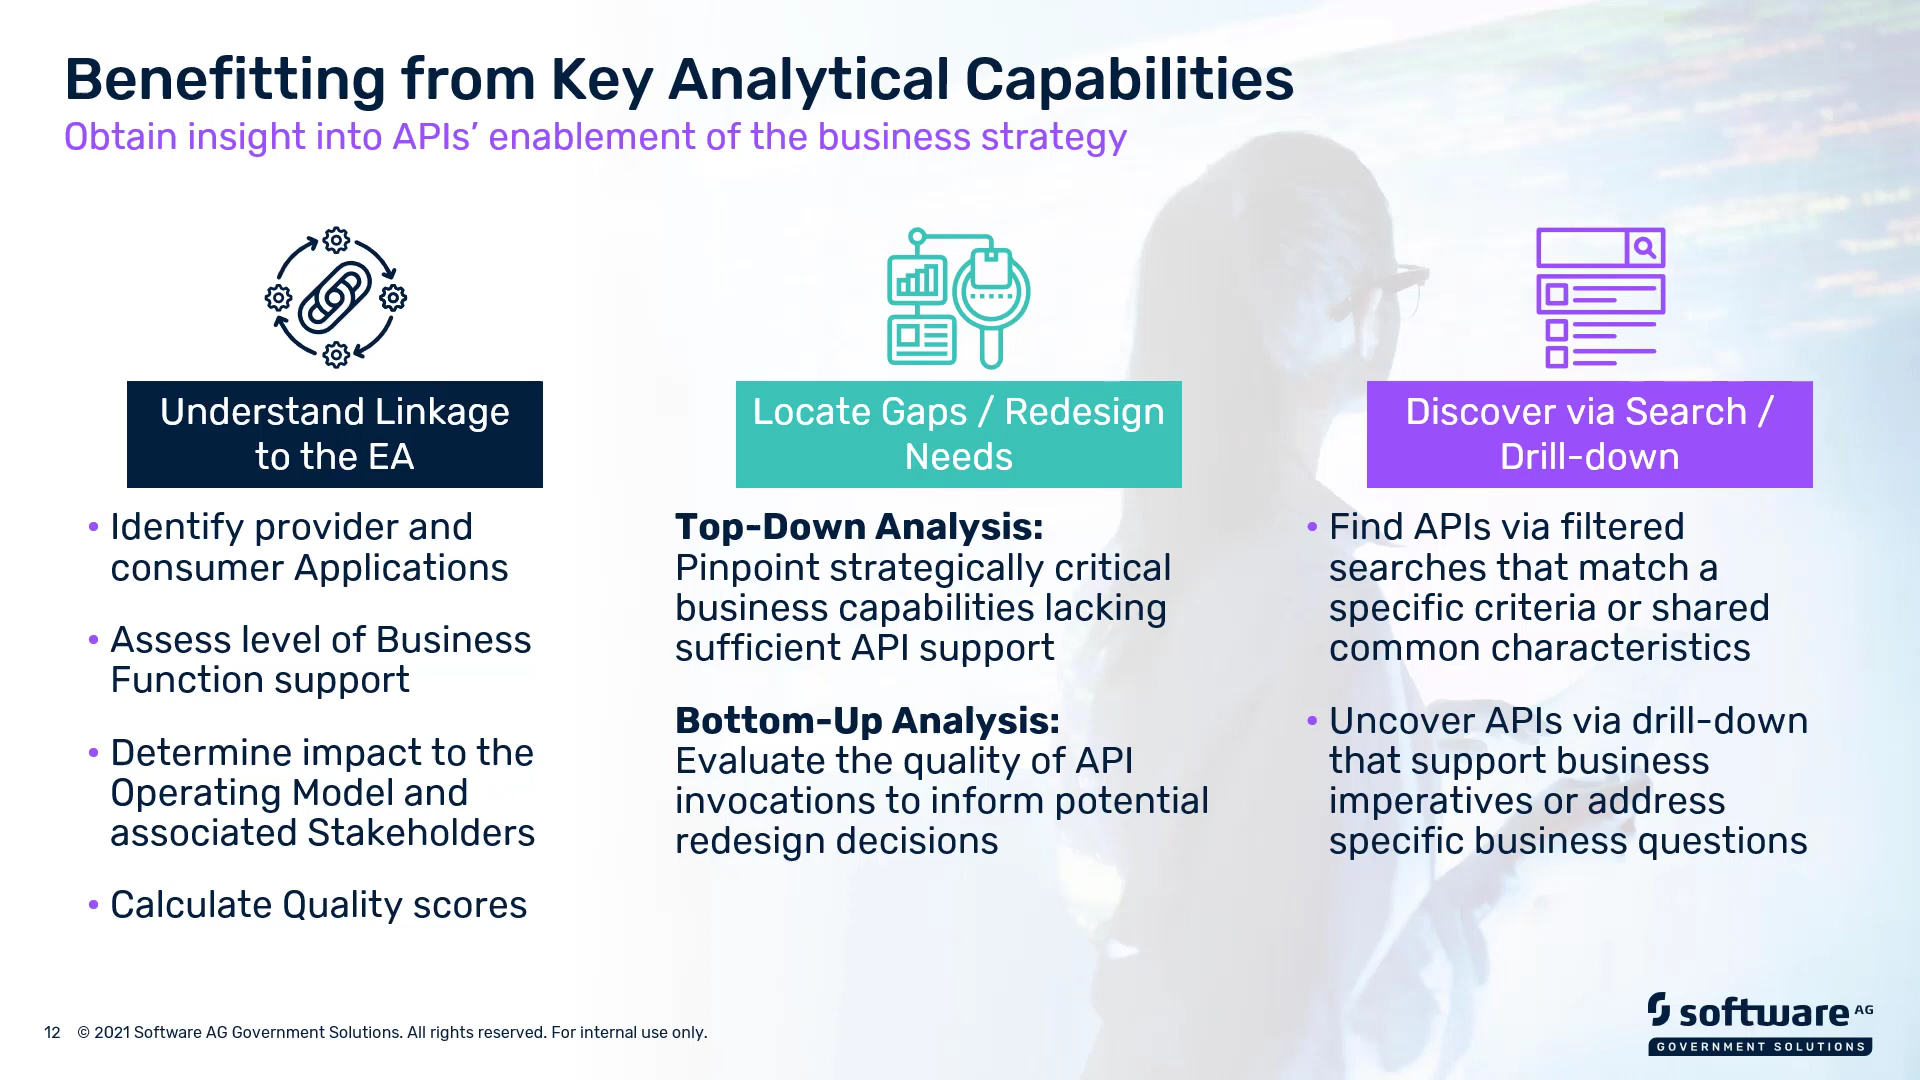 Benefitting from Key Analytical Capabilities
Obtain insight into APIs’ enablement of the business strategy
Understand Linkage
to the EA
• Identify provider and
consumer Applications
• Assess level of Business
Function support
• Determine impact to the
Operating Model and
associated Stakeholders
• Calculate Quality scores
Locate Gaps / Redesign
Needs
Top-Down Analysis:
Pinpoint strategically critical
business capabilities lacking
sufficient API support
Bottom-Up Analysis:
Evaluate the quality of API
invocations to inform potential
redesign decisions
Discover via Search /
Drill-down
• Find APIs via filtered
searches that match a
specific criteria or shared
common characteristics
• Uncover APIs via drill-down
that support business
imperatives or address
specific business questions
12 © 2021 Software AG Government Solutions. All rights reserved. For internal use only.
software AG
GOVERNMENT SOLUTIONS